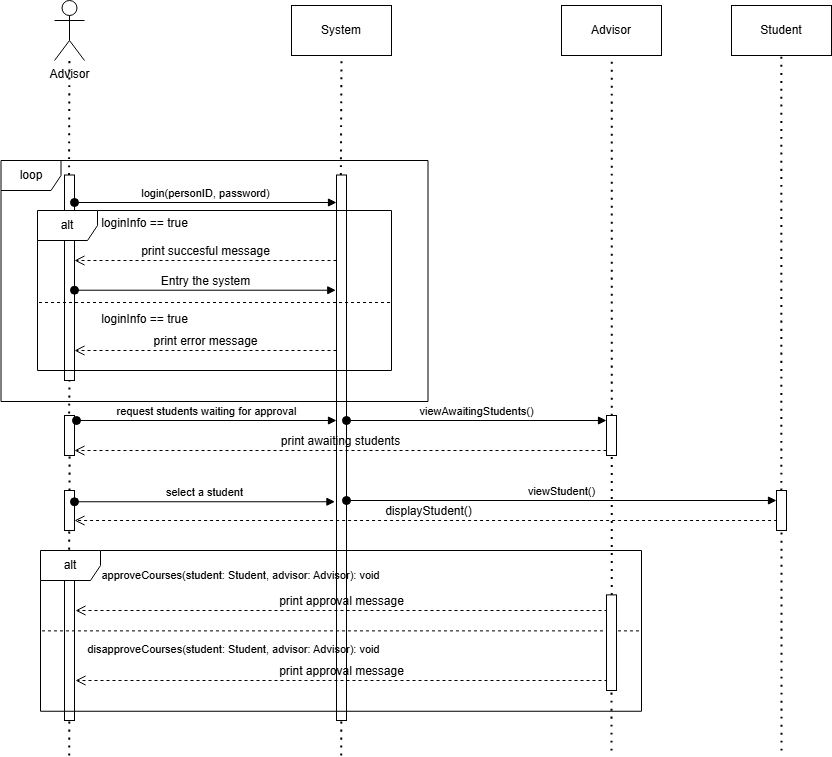 System
Advisor
Student
Advisor
loop
login(personID, password)
alt
loginInfo == true
print succesful message
Entry the system
loginInfo == true
print error message
request students waiting for approval
viewAwaitingStudents()
print awaiting students
select a student
viewStudent()
displayStudent()
alt
approveCourses(student: Student, advisor: Advisor): void
print approval message
disapproveCourses(student: Student, advisor: Advisor): void
print approval message